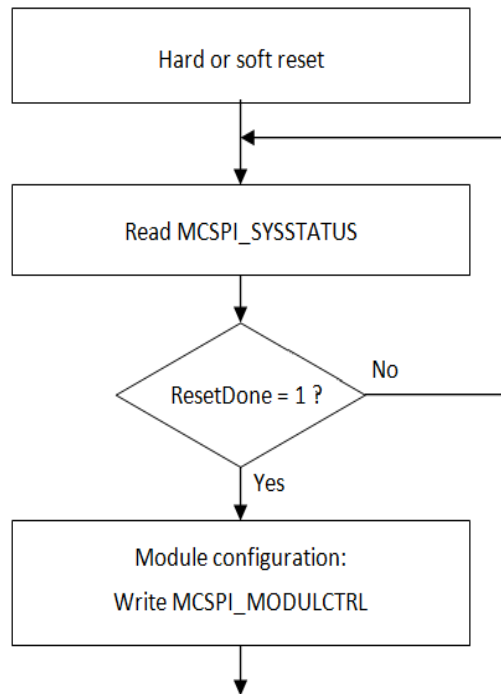 Hard or soft reset
Read MCSPI_SYSSTATUS
ResetDone = 1 ?
No
Yes
Module configuration:
Write MCSPI_MODULCTRL